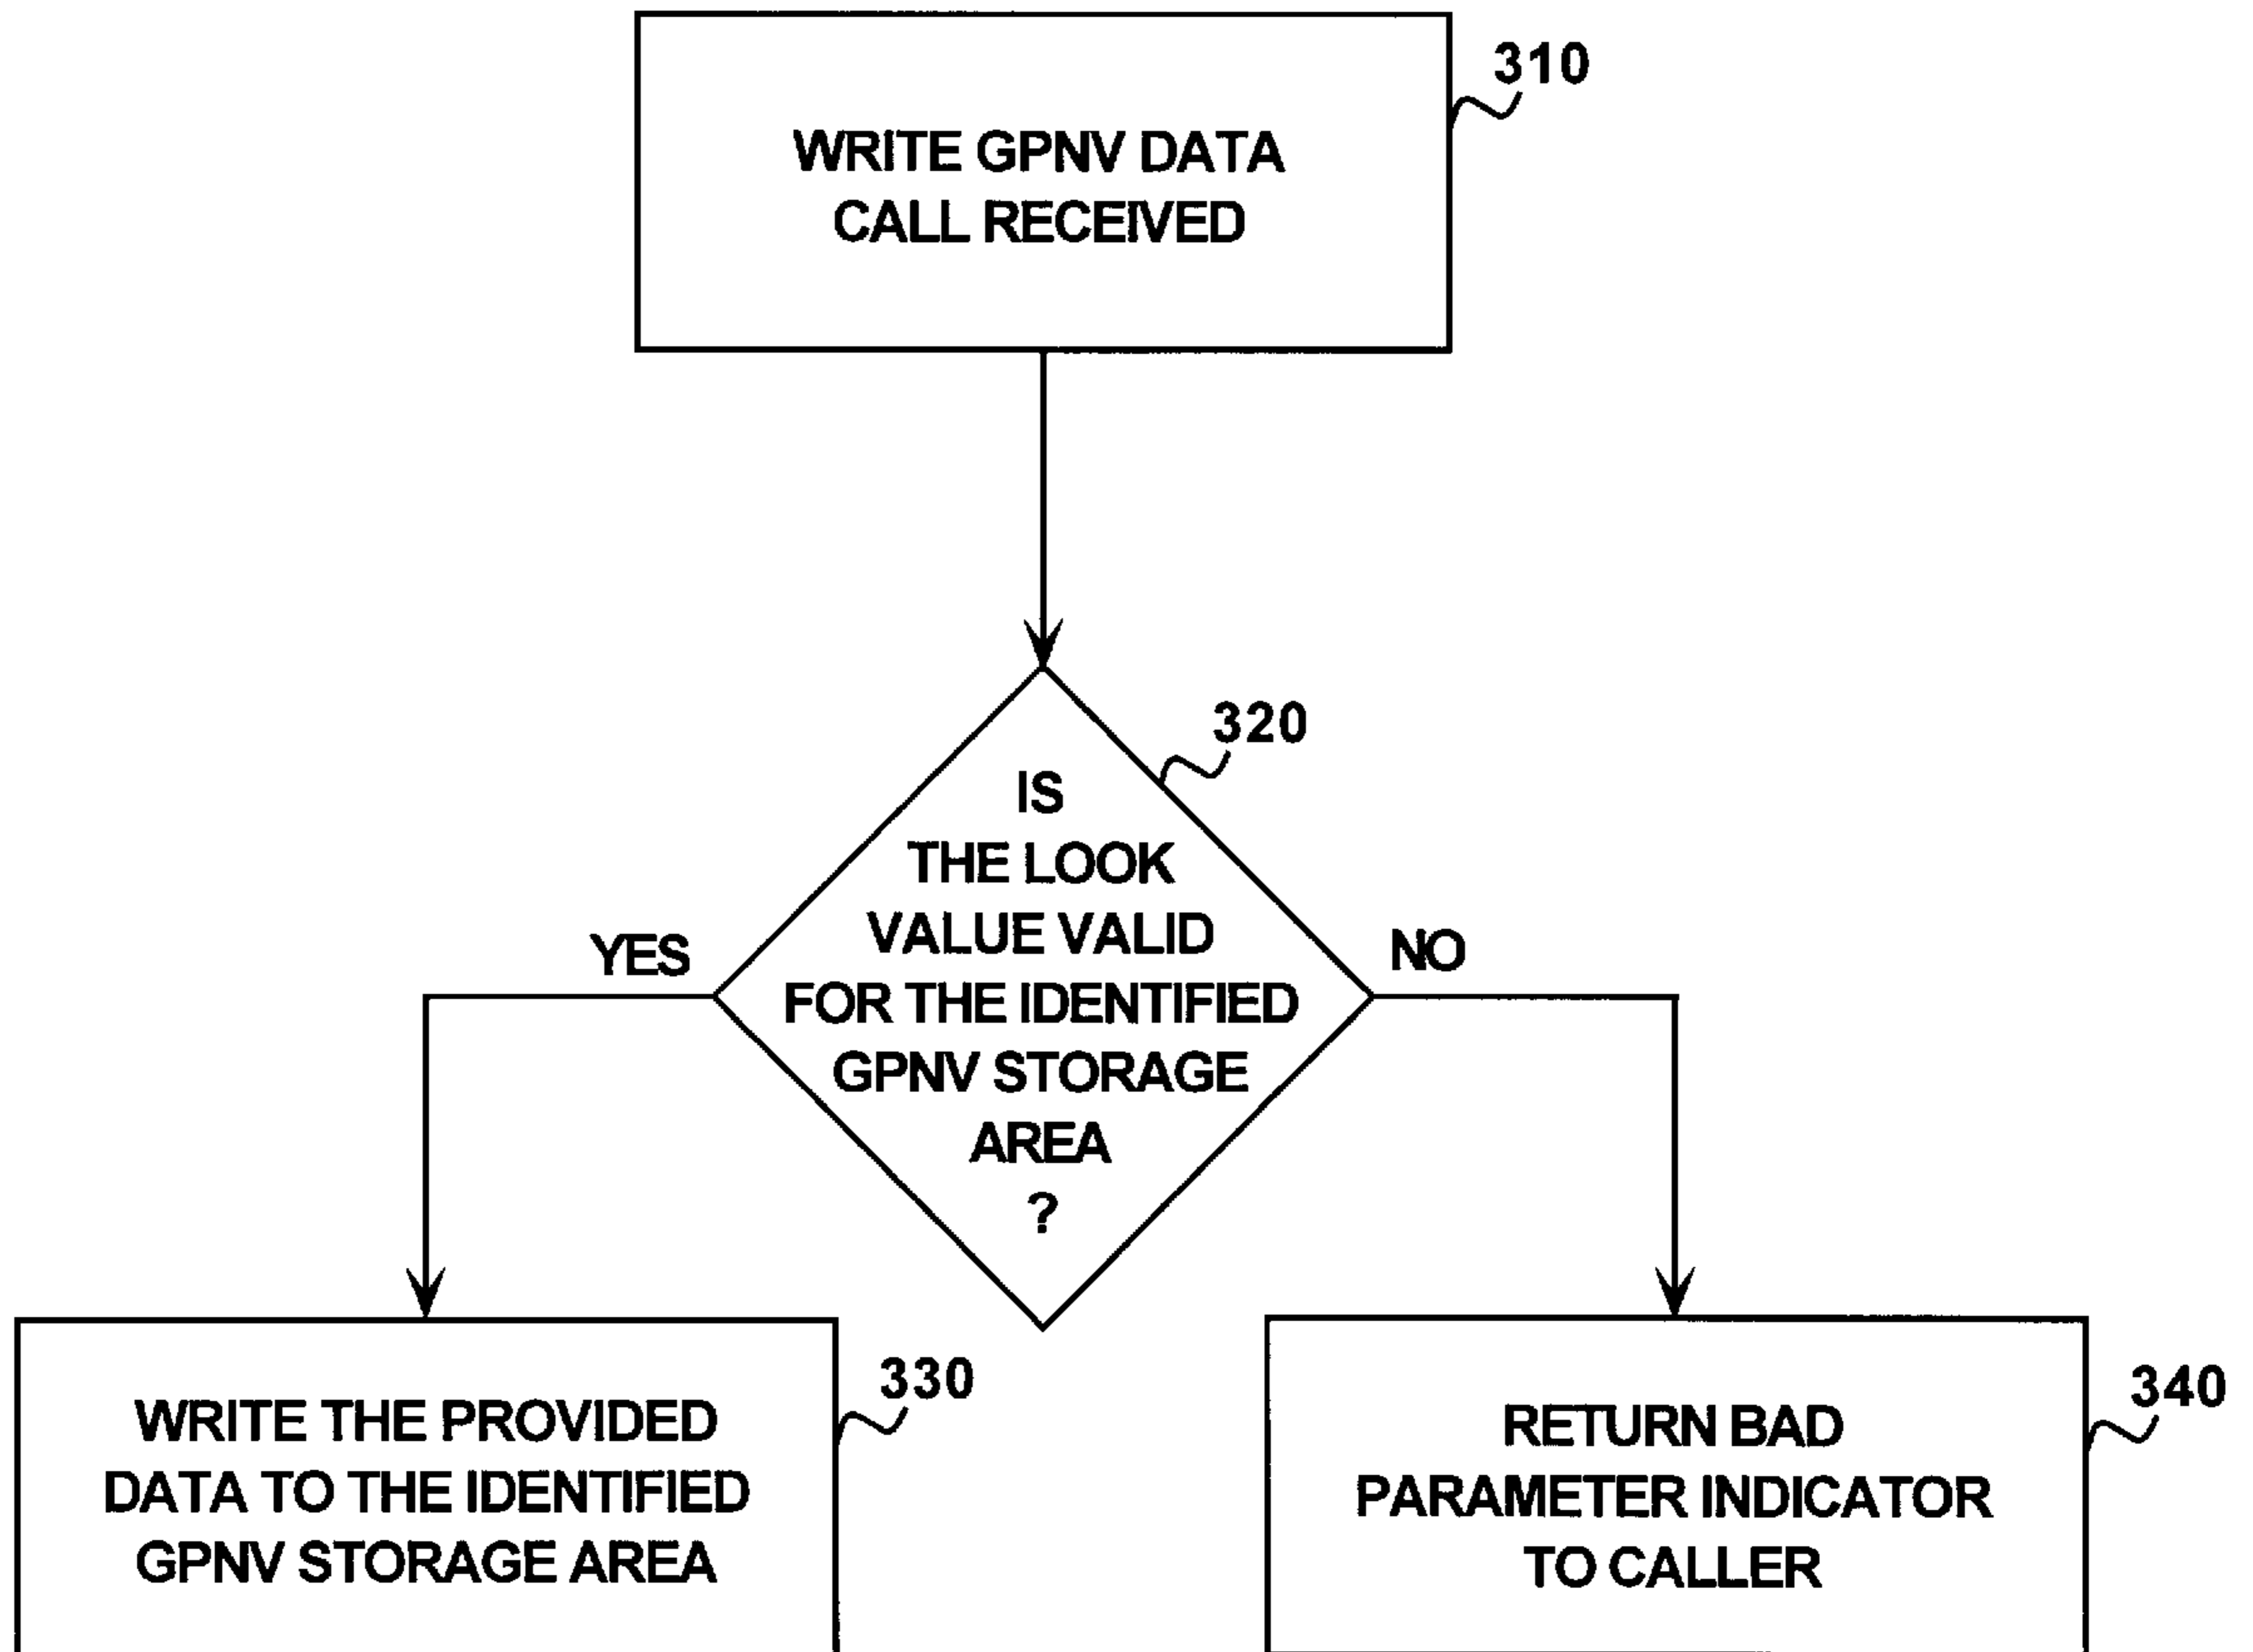 WRITE GPNV DATA
CALL RECEIVED
310
320
IS
THE LOOK
VALUE VALID
FOR THE IDENTIFIED
GPNV STORAGE
AREA
?
YES
NO
WRITE THE PROVIDED
DATA TO THE IDENTIFIED
GPNV STORAGE AREA
330
RETURN BAD
PARAMETER INDICATOR
TO CALLER
340